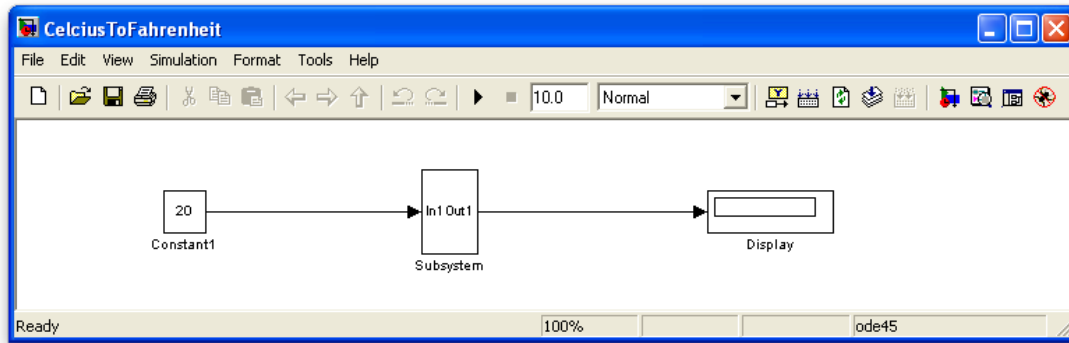 CelciusToFahrenheit
File Edit View Simulation Format Tools Help
10.0 Normal
20
In1 Out1
Constant1
Subsystem
Display
Ready 100% ode45